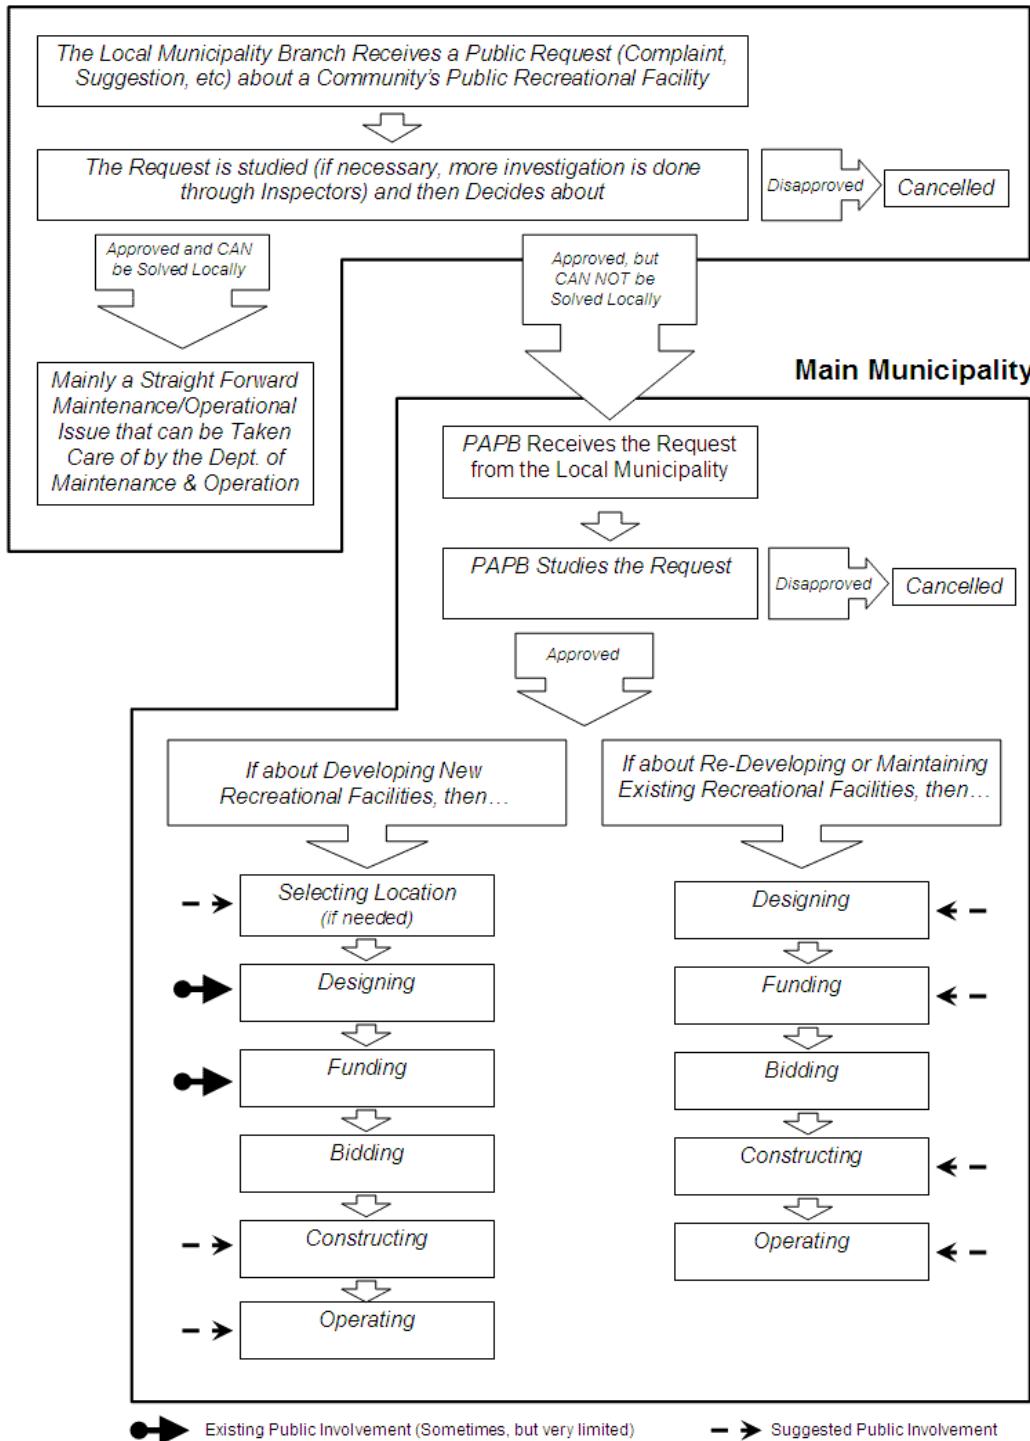 The Local Municipality Branch Receives a Public Request (Complaint,
Suggestion, etc) about a Community's Public Recreational Facility
The Request is studied (if necessary, more investigation is done
through Inspectors) and then Decides about
Disapproved
Cancelled
Approved and CAN
be Solved Locally
Approved, but
CAN NOT be
Solved Locally
Mainly a Straight Forward
Maintenance/Operational
Issue that can be Taken
Care of by the Dept. of
Maintenance & Operation
Main Municipality
PAPB Receives the Request
from the Local Municipality
PAPB Studies the Request
Disapproved
Cancelled
Approved
If about Developing New
Recreational Facilities, then…
If about Re-Developing or Maintaining
Existing Recreational Facilities, then…
Selecting Location
(if needed)
Designing
Funding
Bidding
Constructing
Operating
Designing
Funding
Bidding
Constructing
Operating
Existing Public Involvement (Sometimes, but very limited)
Suggested Public Involvement